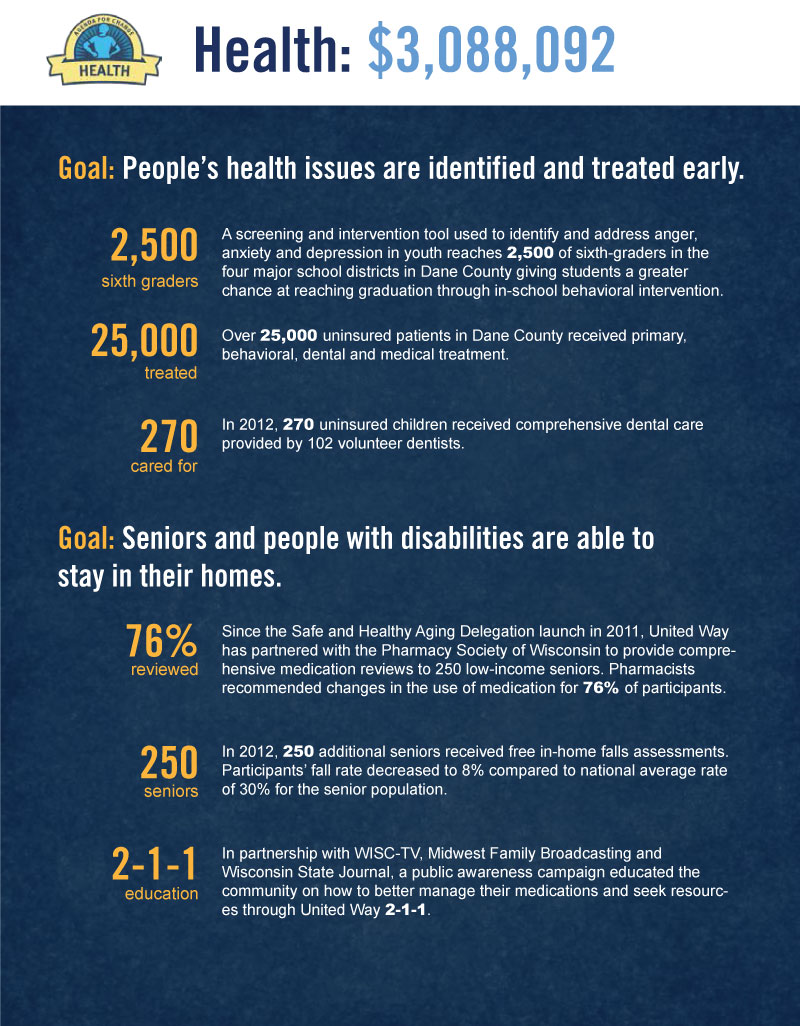 AGENDA FOR CHANGE
HEALTH
Health: $3,088,092
Goal: People’s health issues are identified and treated early.
2,500
sixth graders
A screening and intervention tool used to identify and address anger,
anxiety and depression in youth reaches 2,500 of sixth-graders in the
four major school districts in Dane County giving students a greater
chance at reaching graduation through in-school behavioral intervention.
25,000
treated
Over 25,000 uninsured patients in Dane County received primary,
behavioral, dental and medical treatment.
270
cared for
In 2012, 270 uninsured children received comprehensive dental care
provided by 102 volunteer dentists.
Goal: Seniors and people with disabilities are able to
stay in their homes.
76%
reviewed
Since the Safe and Healthy Aging Delegation launch in 2011, United Way
has partnered with the Pharmacy Society of Wisconsin to provide compre-
hensive medication reviews to 250 low-income seniors. Pharmacists
recommended changes in the use of medication for 76% of participants.
250
seniors
In 2012, 250 additional seniors received free in-home falls assessments.
Participants’ fall rate decreased to 8% compared to national average rate
of 30% for the senior population.
2-1-1
education
In partnership with WISC-TV, Midwest Family Broadcasting and
Wisconsin State Journal, a public awareness campaign educated the
community on how to better manage their medications and seek resourc-
es through United Way 2-1-1.